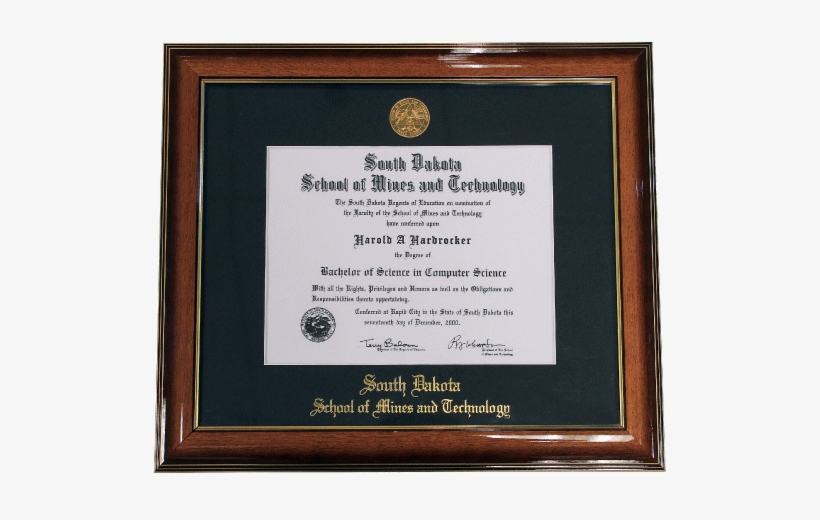 South Dakota
School of Mines and Technology
The South Dakota Regents of Education on nomination of
the Faculty of the School of Mines and Technology
have conferred upon
Harold A Hardrocker
the Degree of
Bachelor of Science in Computer Science
With all the Rights, Privileges and Honors as well as the Obligations and
Responsibilities thereto appertaining.
Conferred at Rapid City in the State of South Dakota this
seventeenth day of December, 2000.
South Dakota
School of Mines and Technology